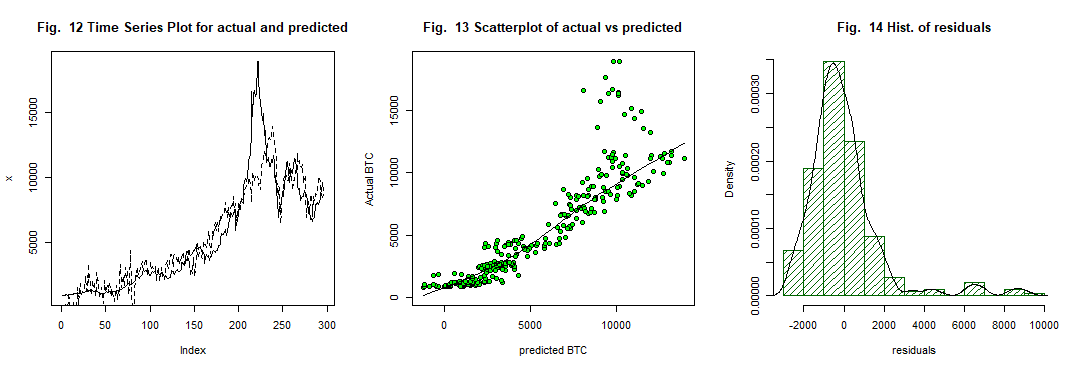 Fig. 12 Time Series Plot for actual and predicted
x
15000
10000
5000
0 50 100 150 200 250 300
Index
Fig. 13 Scatterplot of actual vs predicted
Actual BTC
15000
10000
5000
0
0 5000 10000
predicted BTC
Fig. 14 Hist. of residuals
Density
0.00030
0.00020
0.00010
0.00000
-2000 0 2000 4000 6000 8000 10000
residuals